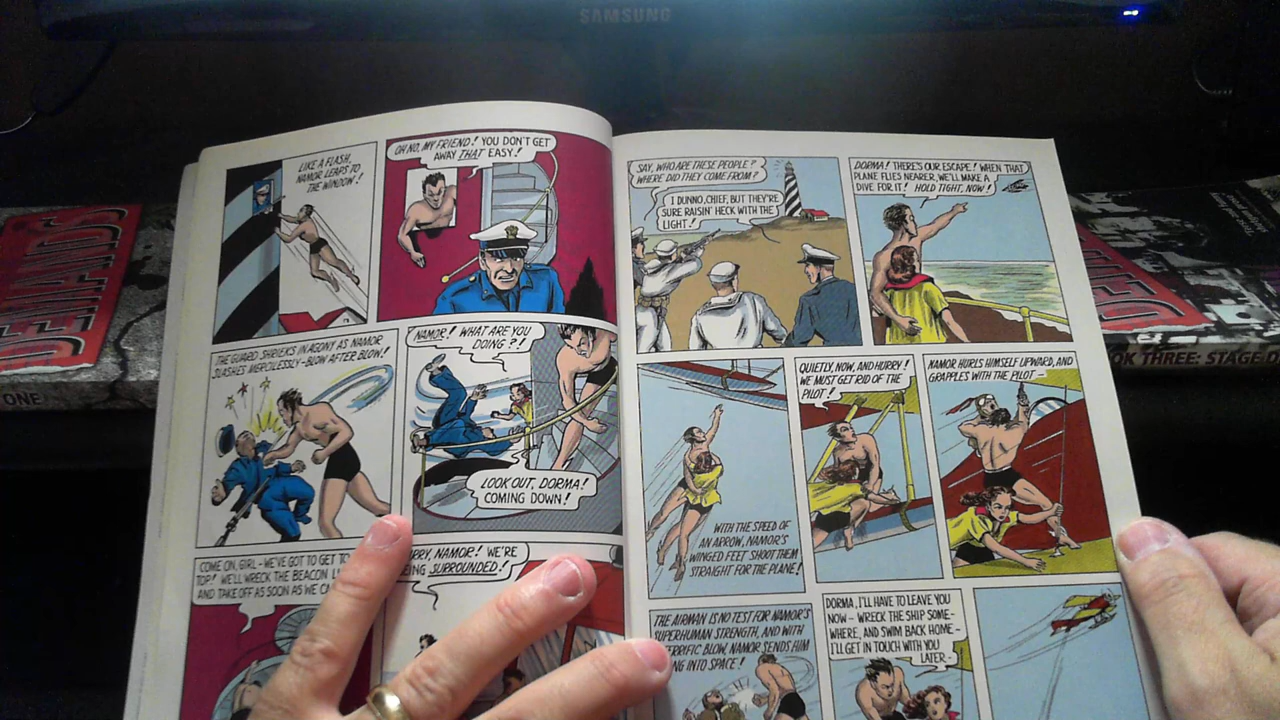 SAMSUNG
LIKE A FLASH,
NAMOR LEAPS TO
THE WINDOW!
OH NO, MY FRIEND! YOU DON'T GET
AWAY THAT EASY!
THE GUARD SHRIEKS IN AGONY AS NAMOR
SLASHES MERCILESSLY-BLOW AFTER BLOW!
NAMOR! WHAT ARE YOU
DOING?!
LOOK OUT, DORMA!
COMING DOWN!
COME ON, GIRL - WE'VE GOT TO GET TO
TOP! WE'LL WRECK THE BEACON
AND TAKE OFF AS SOON AS WE
NAMOR! WE'RE
SURROUNDED!
SAY, WHO ARE THESE PEOPLE?
WHERE DID THEY COME FROM?
I DUNNO, CHIEF, BUT THEY'RE
SURE RAISIN' HECK WITH THE
LIGHT!
DORMA! THERE'S OUR ESCAPE! WHEN THAT
PLANE FLIES NEARER, WE'LL MAKE A
DIVE FOR IT! HOLD TIGHT, NOW!
WITH THE SPEED OF
AN ARROW, NAMOR'S
WINGED FEET SHOOT THEM
STRAIGHT FOR THE PLANE!
QUIETLY, NOW, AND HURRY!
WE MUST GET RID OF THE
PILOT!
NAMOR HURLS HIMSELF UPWARD, AND
GRAPPLES WITH THE PILOT -
THE AIRMAN IS NO TEST FOR NAMOR'S
SUPERHUMAN STRENGTH, AND WITH
TERRIFIC BLOW, NAMOR SENDS HIM
INTO SPACE!
DORMA, I'LL HAVE TO LEAVE YOU
NOW - WRECK THE SHIP SOME-
WHERE, AND SWIM BACK HOME -
I'LL GET IN TOUCH WITH YOU
LATER -
ONE
BOOK THREE: STAGE